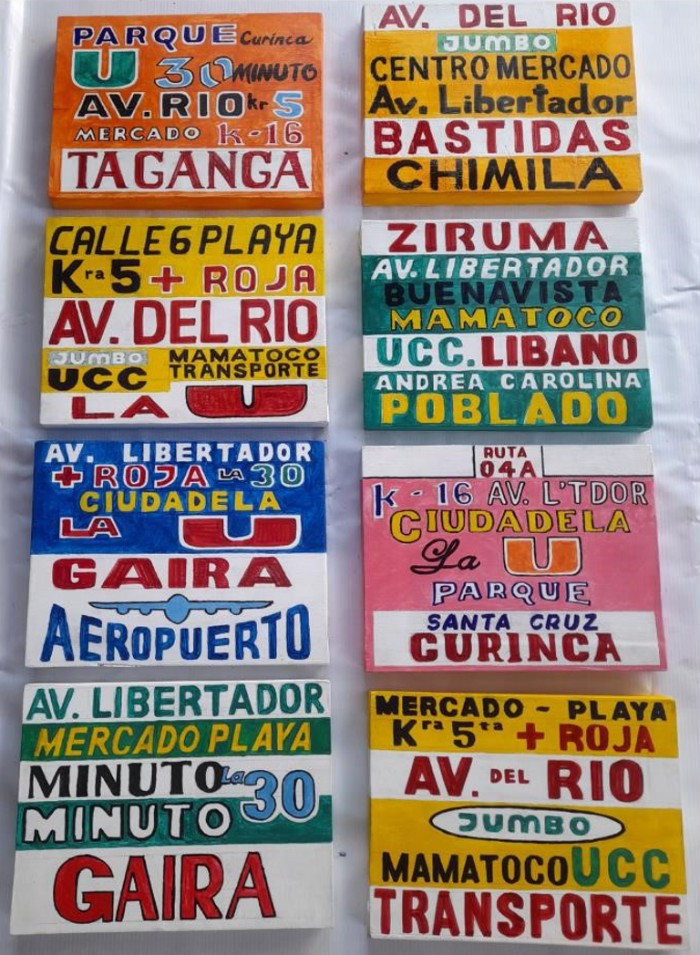 PARQUE Curinca
U 30 MINUTO
AV. RIO kr 5
MERCADO K-16
TAGANGA
AV. DEL RIO
JUMBO
CENTRO MERCADO
Av. Libertador
BASTIDAS
CHIMILA
CALLE 6 PLAYA
Kra 5 + ROJA
AV. DEL RIO
JUMBO MAMATOCO
UCC TRANSPORTE
LA U
ZIRUMA
AV. LIBERTADOR
BUENAVISTA
MAMATOCO
UCC. LIBANO
ANDREA CAROLINA
POBLADO
AV. LIBERTADOR
+ ROJA LA 30
CIUDADELA
LA U
GAIRA
AEROPUERTO
RUTA
04A
K-16 AV. L'TDOR
CIUDADELA
La U
PARQUE
SANTA CRUZ
CURINCA
AV. LIBERTADOR
MERCADO PLAYA
MINUTO La 30
MINUTO
GAIRA
MERCADO - PLAYA
Kra 5ta + ROJA
AV. DEL RIO
JUMBO
MAMATOCO UCC
TRANSPORTE